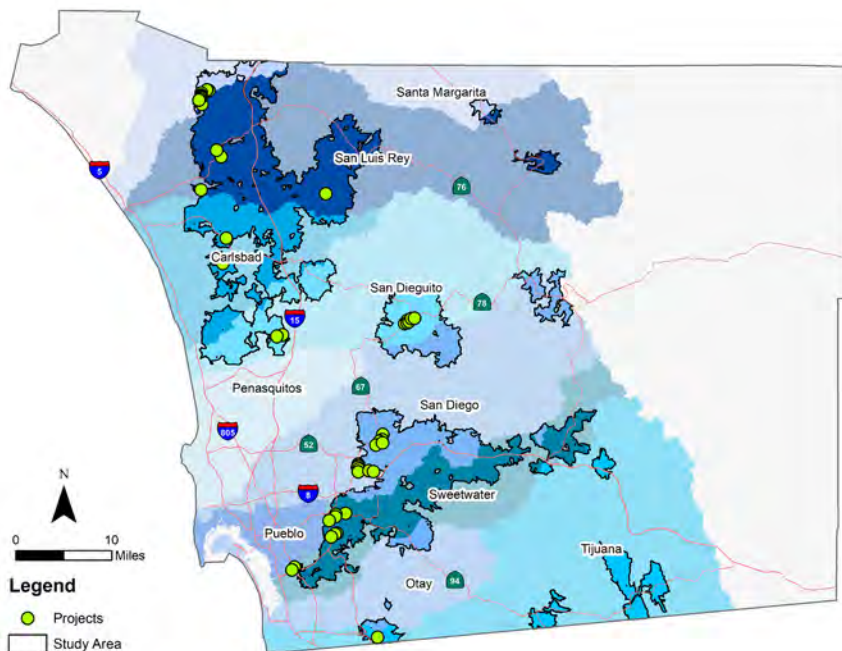 Santa Margarita
San Luis Rey
5
76
Carlsbad
San Dieguito
78
15
Penasquitos
67
San Diego
805
52
N
8
Sweetwater
Pueblo
0 10
Miles
Tijuana
Otay
94
Legend
Projects
Study Area